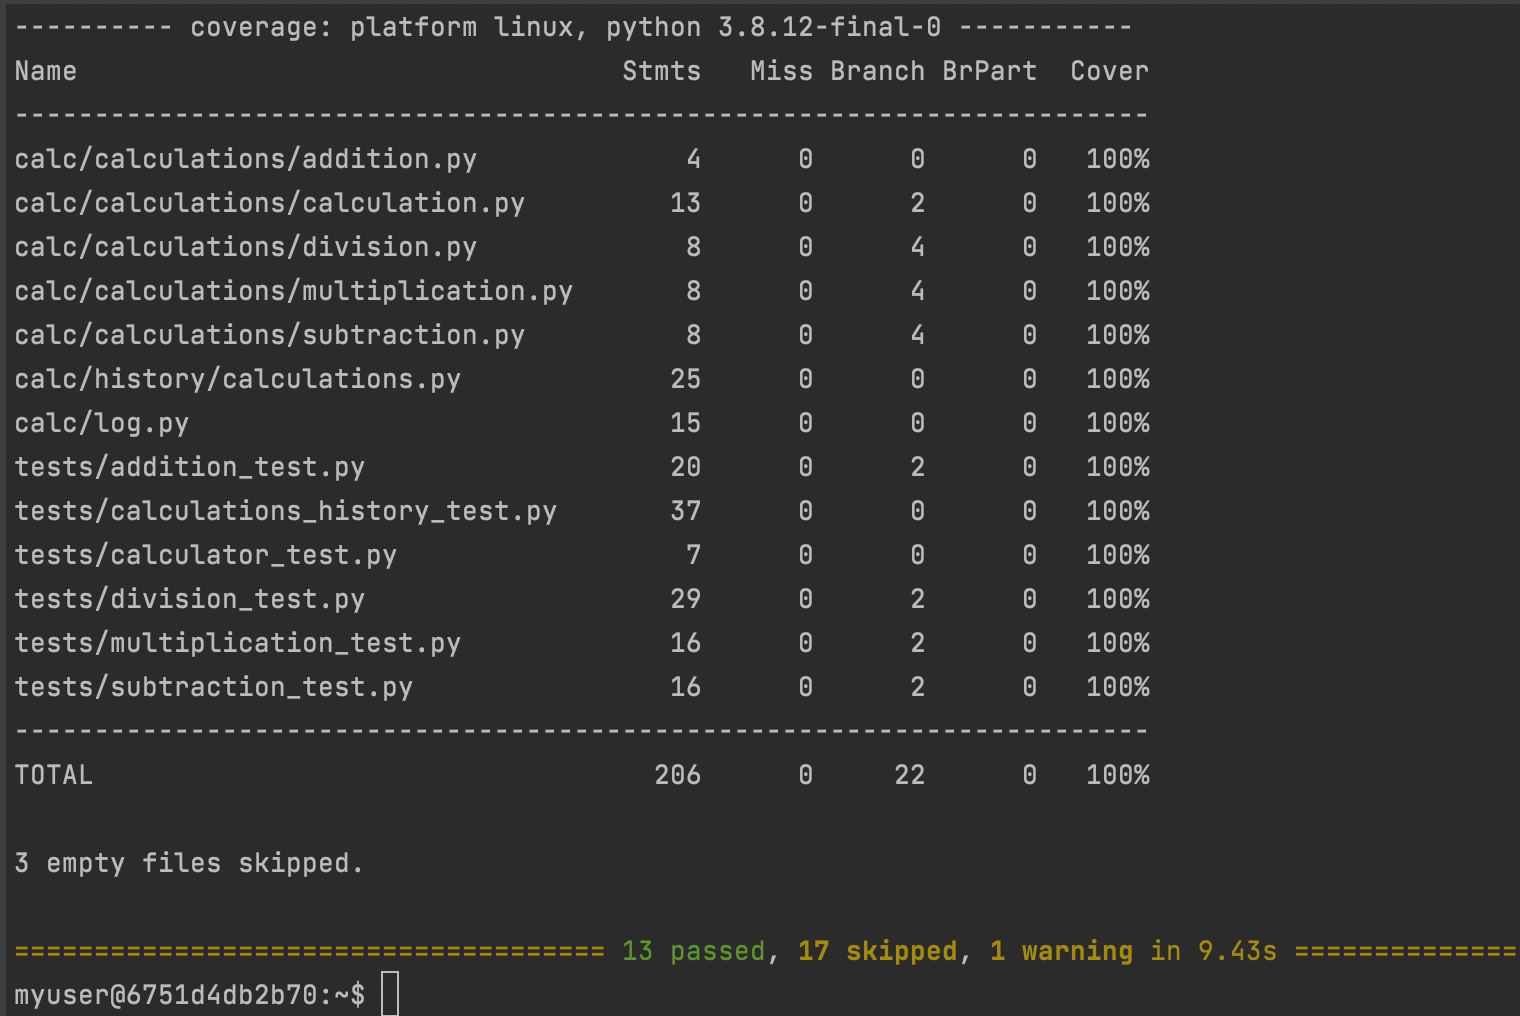 ---------- coverage: platform linux, python 3.8.12-final-0 -----------
Name                                  Stmts   Miss Branch BrPart  Cover
-----------------------------------------------------------------------
calc/calculations/addition.py             4      0      0      0   100%
calc/calculations/calculation.py         13      0      2      0   100%
calc/calculations/division.py             8      0      4      0   100%
calc/calculations/multiplication.py       8      0      4      0   100%
calc/calculations/subtraction.py          8      0      4      0   100%
calc/history/calculations.py             25      0      0      0   100%
calc/log.py                              15      0      0      0   100%
tests/addition_test.py                   20      0      2      0   100%
tests/calculations_history_test.py       37      0      0      0   100%
tests/calculator_test.py                  7      0      0      0   100%
tests/division_test.py                   29      0      2      0   100%
tests/multiplication_test.py             16      0      2      0   100%
tests/subtraction_test.py                16      0      2      0   100%
-----------------------------------------------------------------------
TOTAL                                   206      0     22      0   100%
3 empty files skipped.
===================================== 13 passed, 17 skipped, 1 warning in 9.43s ==============
myuser@6751d4db2b70:~$